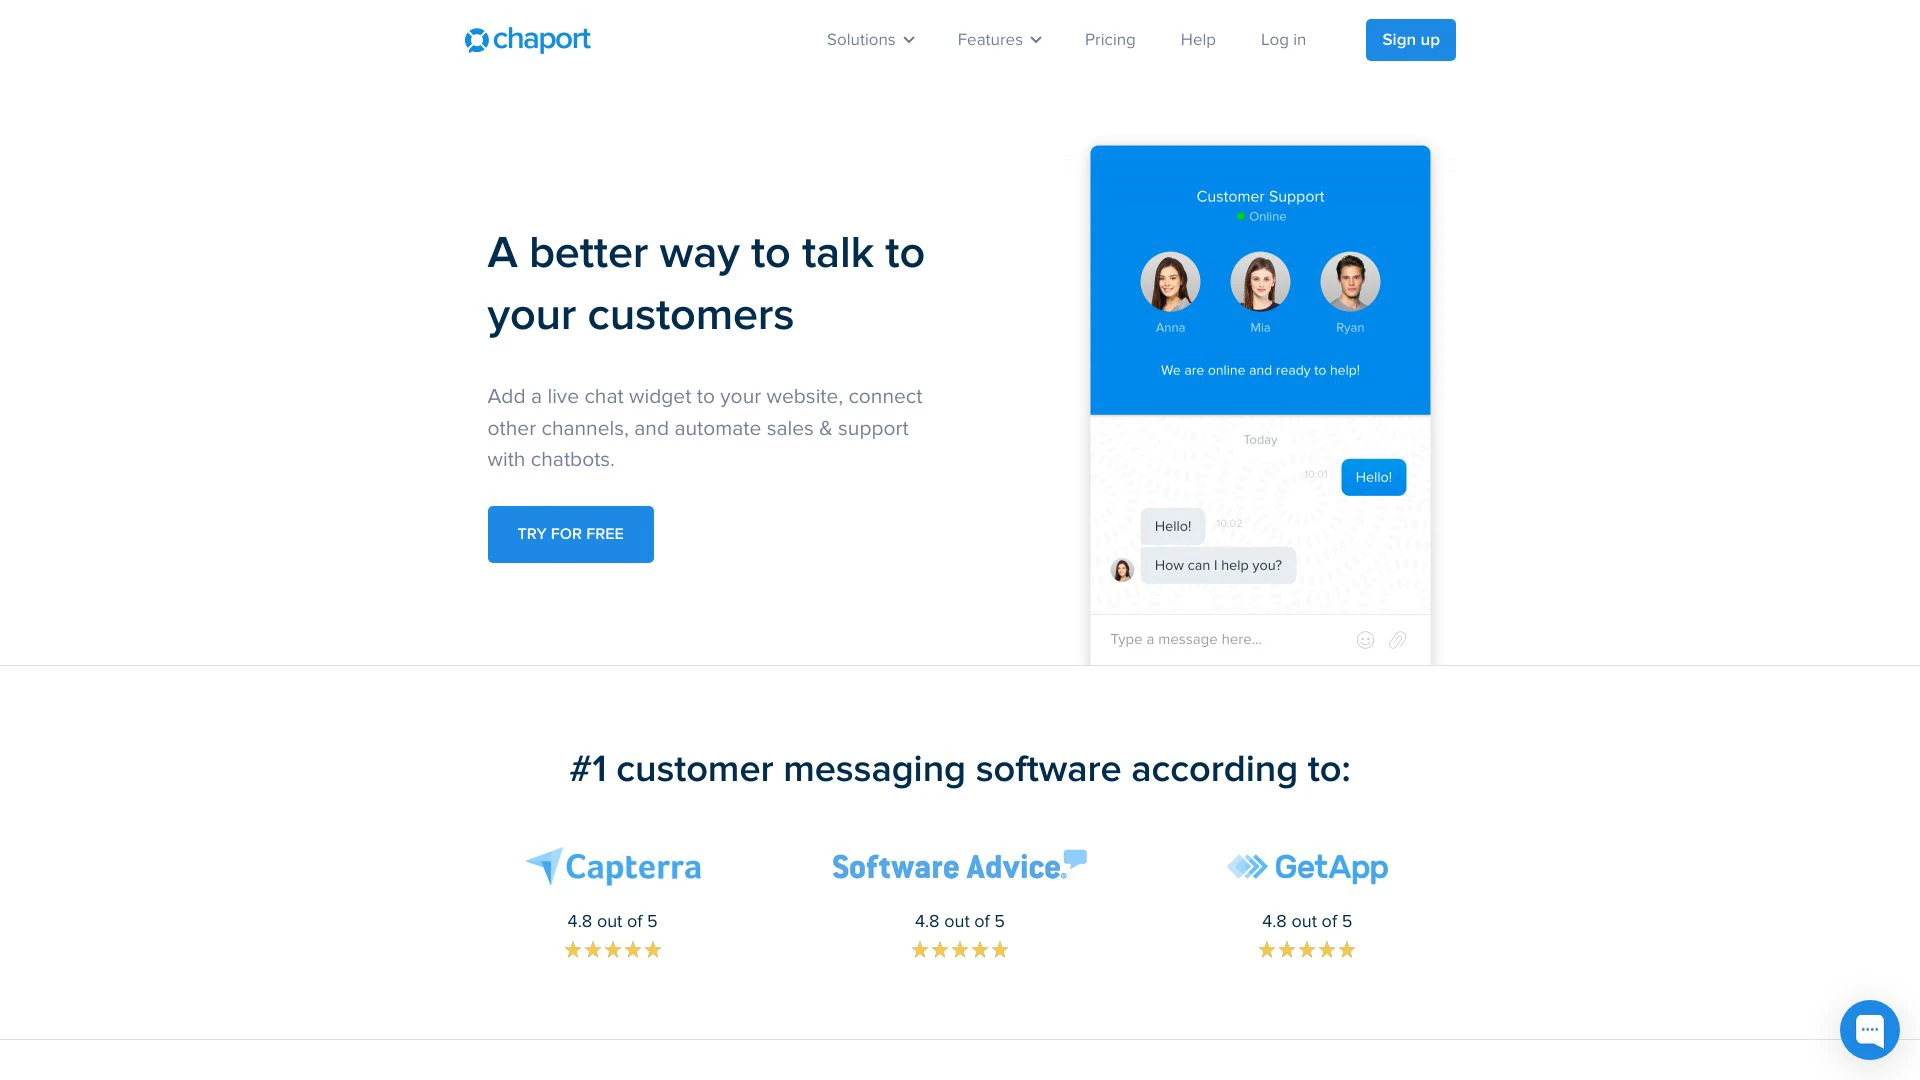 chaport
Solutions
Features
Pricing
Help
Log in
Sign up
A better way to talk to
your customers
Add a live chat widget to your website, connect
other channels, and automate sales & support
with chatbots.
TRY FOR FREE
Customer Support
Online
Anna
Mia
Ryan
We are online and ready to help!
Today
10:01
Hello!
Hello!
10:02
How can I help you?
Type a message here...
#1 customer messaging software according to:
Capterra
4.8 out of 5
Software Advice®
4.8 out of 5
GetApp
4.8 out of 5